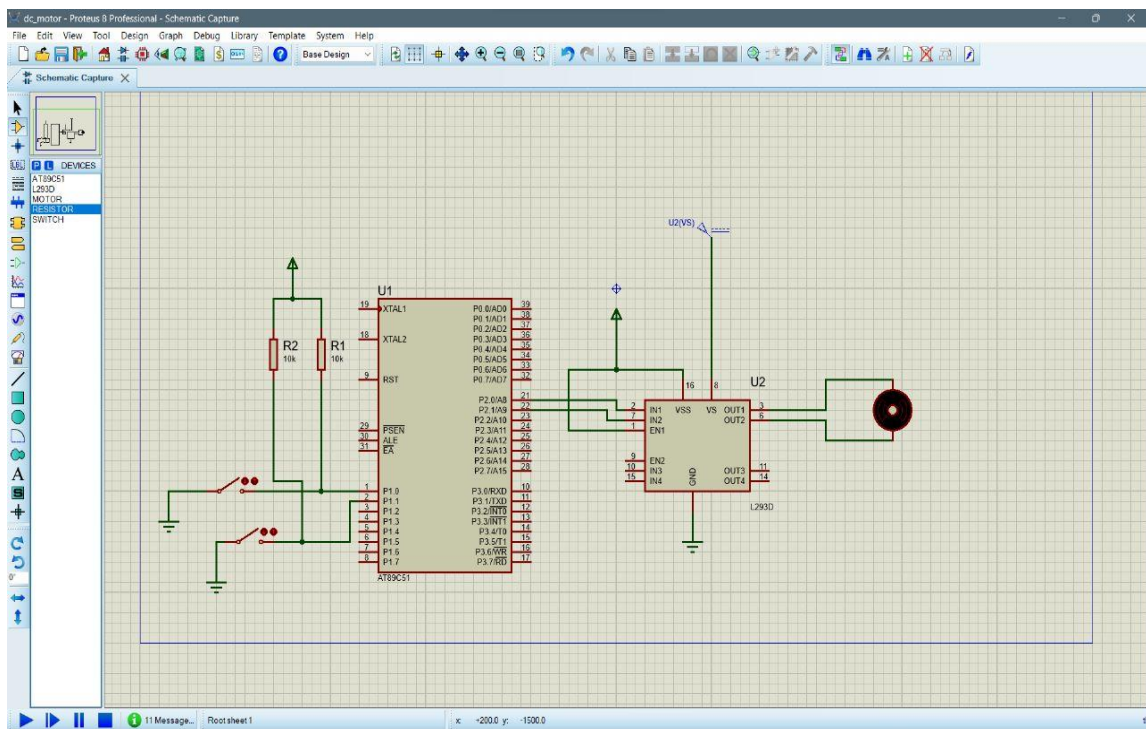 dc_motor - Proteus 8 Professional - Schematic Capture
File Edit View Tool Design Graph Debug Library Template System Help
Base Design
Schematic Capture
P L DEVICES
AT89C51
L293D
MOTOR
RESISTOR
SWITCH
U2(VS)
U1
19 XTAL1
18 XTAL2
9 RST
29 PSEN
30 ALE
31 EA
1 P1.0
2 P1.1
3 P1.2
4 P1.3
5 P1.4
6 P1.5
7 P1.6
8 P1.7
P0.0/AD0 39
P0.1/AD1 38
P0.2/AD2 37
P0.3/AD3 36
P0.4/AD4 35
P0.5/AD5 34
P0.6/AD6 33
P0.7/AD7 32
P2.0/A8 21
P2.1/A9 22
P2.2/A10 23
P2.3/A11 24
P2.4/A12 25
P2.5/A13 26
P2.6/A14 27
P2.7/A15 28
P3.0/RXD 10
P3.1/TXD 11
P3.2/INT0 12
P3.3/INT1 13
P3.4/T0 14
P3.5/T1 15
P3.6/WR 16
P3.7/RD 17
AT89C51
R2
10k
R1
10k
U2
16 8
2 IN1 VSS VS OUT1 3
7 IN2 OUT2 6
1 EN1
9 EN2
10 IN3 OUT3 11
15 IN4 OUT4 14
GND
L293D
0°
11 Message...
Root sheet 1
x: -200.0 y: -1500.0